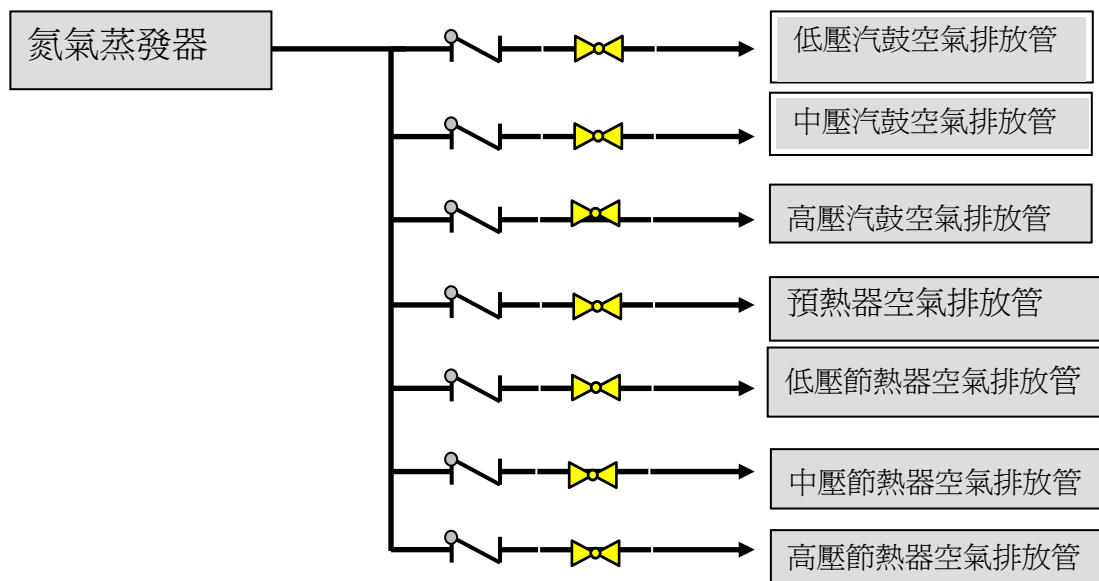 氮氣蒸發器
低壓汽鼓空氣排放管
中壓汽鼓空氣排放管
高壓汽鼓空氣排放管
預熱器空氣排放管
低壓節熱器空氣排放管
中壓節熱器空氣排放管
高壓節熱器空氣排放管